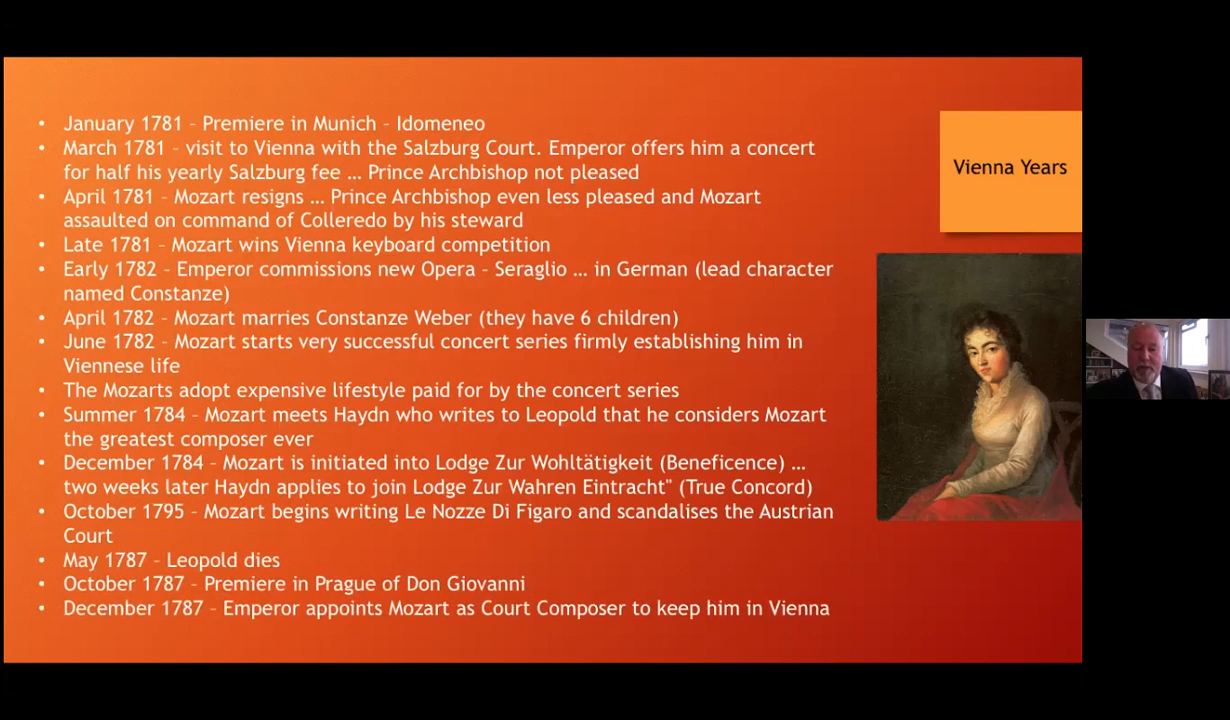 • January 1781 – Premiere in Munich – Idomeneo
• March 1781 – visit to Vienna with the Salzburg Court. Emperor offers him a concert
for half his yearly Salzburg fee … Prince Archbishop not pleased
• April 1781 – Mozart resigns … Prince Archbishop even less pleased and Mozart
assaulted on command of Colleredo by his steward
• Late 1781 – Mozart wins Vienna keyboard competition
• Early 1782 – Emperor commissions new Opera – Seraglio … in German (lead character
named Constanze)
• April 1782 – Mozart marries Constanze Weber (they have 6 children)
• June 1782 – Mozart starts very successful concert series firmly establishing him in
Viennese life
• The Mozarts adopt expensive lifestyle paid for by the concert series
• Summer 1784 – Mozart meets Haydn who writes to Leopold that he considers Mozart
the greatest composer ever
• December 1784 – Mozart is initiated into Lodge Zur Wohltätigkeit (Beneficence) …
two weeks later Haydn applies to join Lodge Zur Wahren Eintracht" (True Concord)
• October 1795 – Mozart begins writing Le Nozze Di Figaro and scandalises the Austrian
Court
• May 1787 – Leopold dies
• October 1787 – Premiere in Prague of Don Giovanni
• December 1787 – Emperor appoints Mozart as Court Composer to keep him in Vienna
Vienna Years